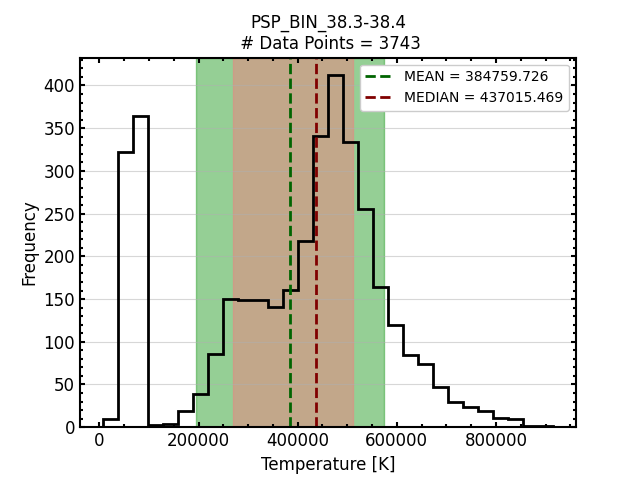 PSP_BIN_38.3-38.4
# Data Points = 3743
MEAN = 384759.726
MEDIAN = 437015.469
400
350
300
250
200
150
100
50
0
Frequency
0 200000 400000 600000 800000
Temperature [K]